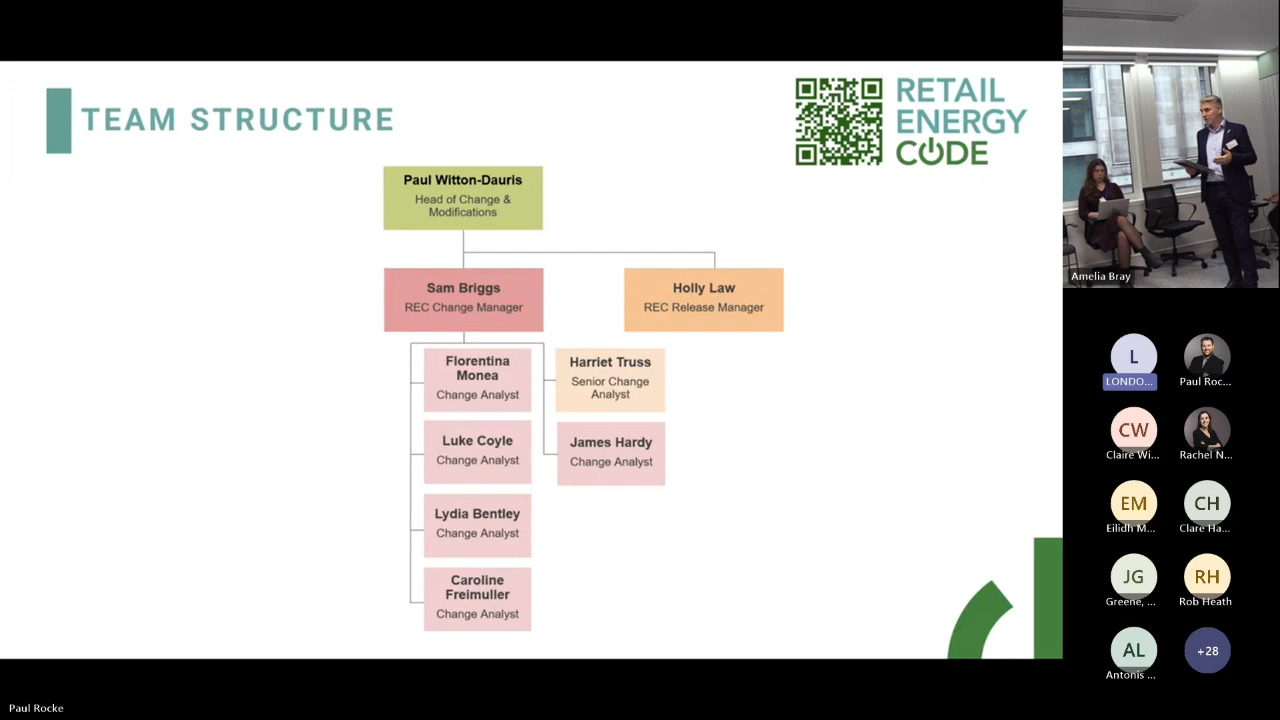 TEAM STRUCTURE
RETAIL
ENERGY
CODE
Paul Witton-Dauris
Head of Change &
Modifications
Sam Briggs
REC Change Manager
Holly Law
REC Release Manager
Florentina
Monea
Change Analyst
Harriet Truss
Senior Change
Analyst
Luke Coyle
Change Analyst
James Hardy
Change Analyst
Lydia Bentley
Change Analyst
Caroline
Freimuller
Change Analyst
Amelia Bray
L
LONDO...
Paul Roc...
CW
Claire Wi...
Rachel N...
EM
Eilidh M...
CH
Clare Ha...
JG
Greene, ...
RH
Rob Heath
AL
Antonis ...
+28
Paul Rocke